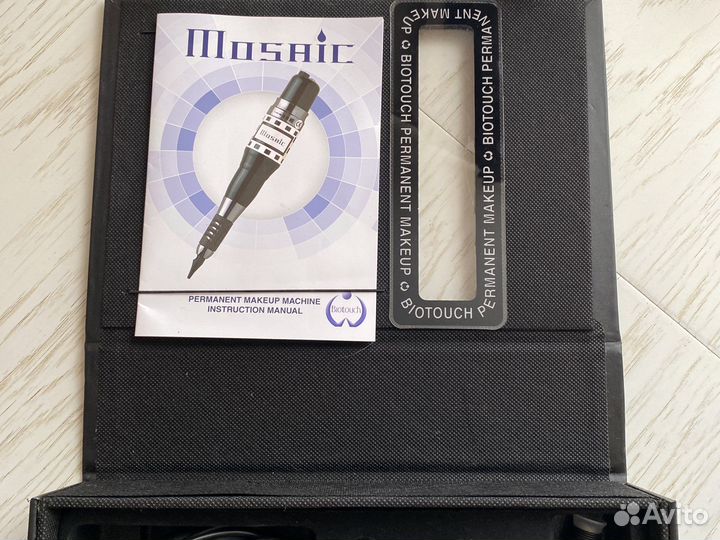 Mosaic
Mosaic
PERMANENT MAKEUP MACHINE
INSTRUCTION MANUAL
Biotouch
BIOTOUCH PERMANENT MAKEUP
BIOTOUCH PERMANENT MAKEUP
BIOTOUCH PERMANENT MAKEUP
Avito